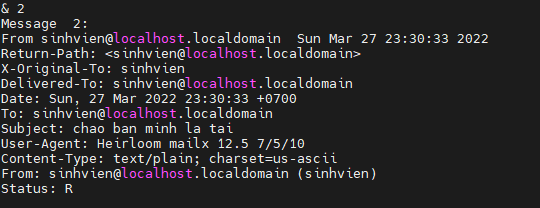 & 2
Message  2:
From sinhvien@localhost.localdomain  Sun Mar 27 23:30:33 2022
Return-Path: <sinhvien@localhost.localdomain>
X-Original-To: sinhvien
Delivered-To: sinhvien@localhost.localdomain
Date: Sun, 27 Mar 2022 23:30:33 +0700
To: sinhvien@localhost.localdomain
Subject: chao ban minh la tai
User-Agent: Heirloom mailx 12.5 7/5/10
Content-Type: text/plain; charset=us-ascii
From: sinhvien@localhost.localdomain (sinhvien)
Status: R